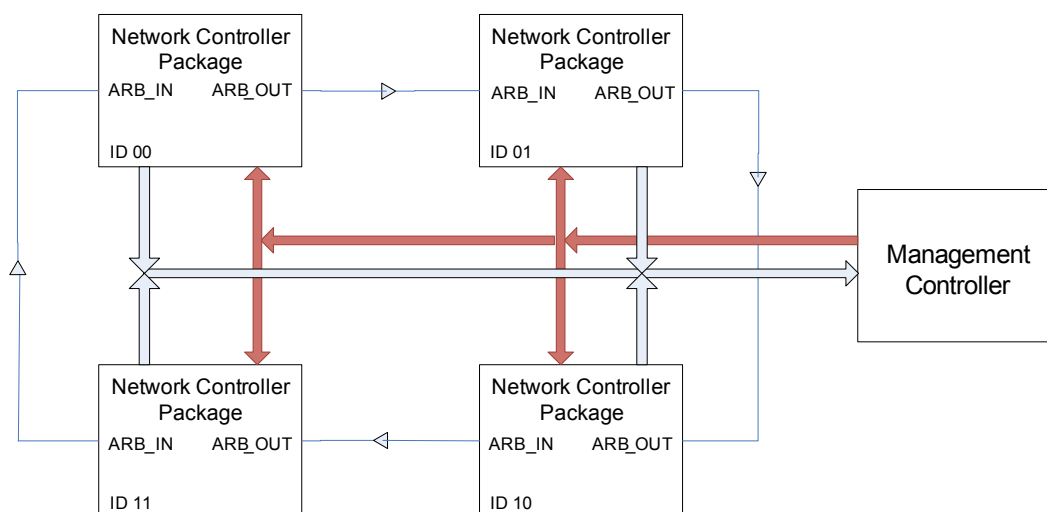 Network Controller
Package
ARB_IN ARB_OUT
ID 00
Network Controller
Package
ARB_IN ARB_OUT
ID 01
Management
Controller
Network Controller
Package
ARB_IN ARB_OUT
ID 11
Network Controller
Package
ARB_IN ARB_OUT
ID 10